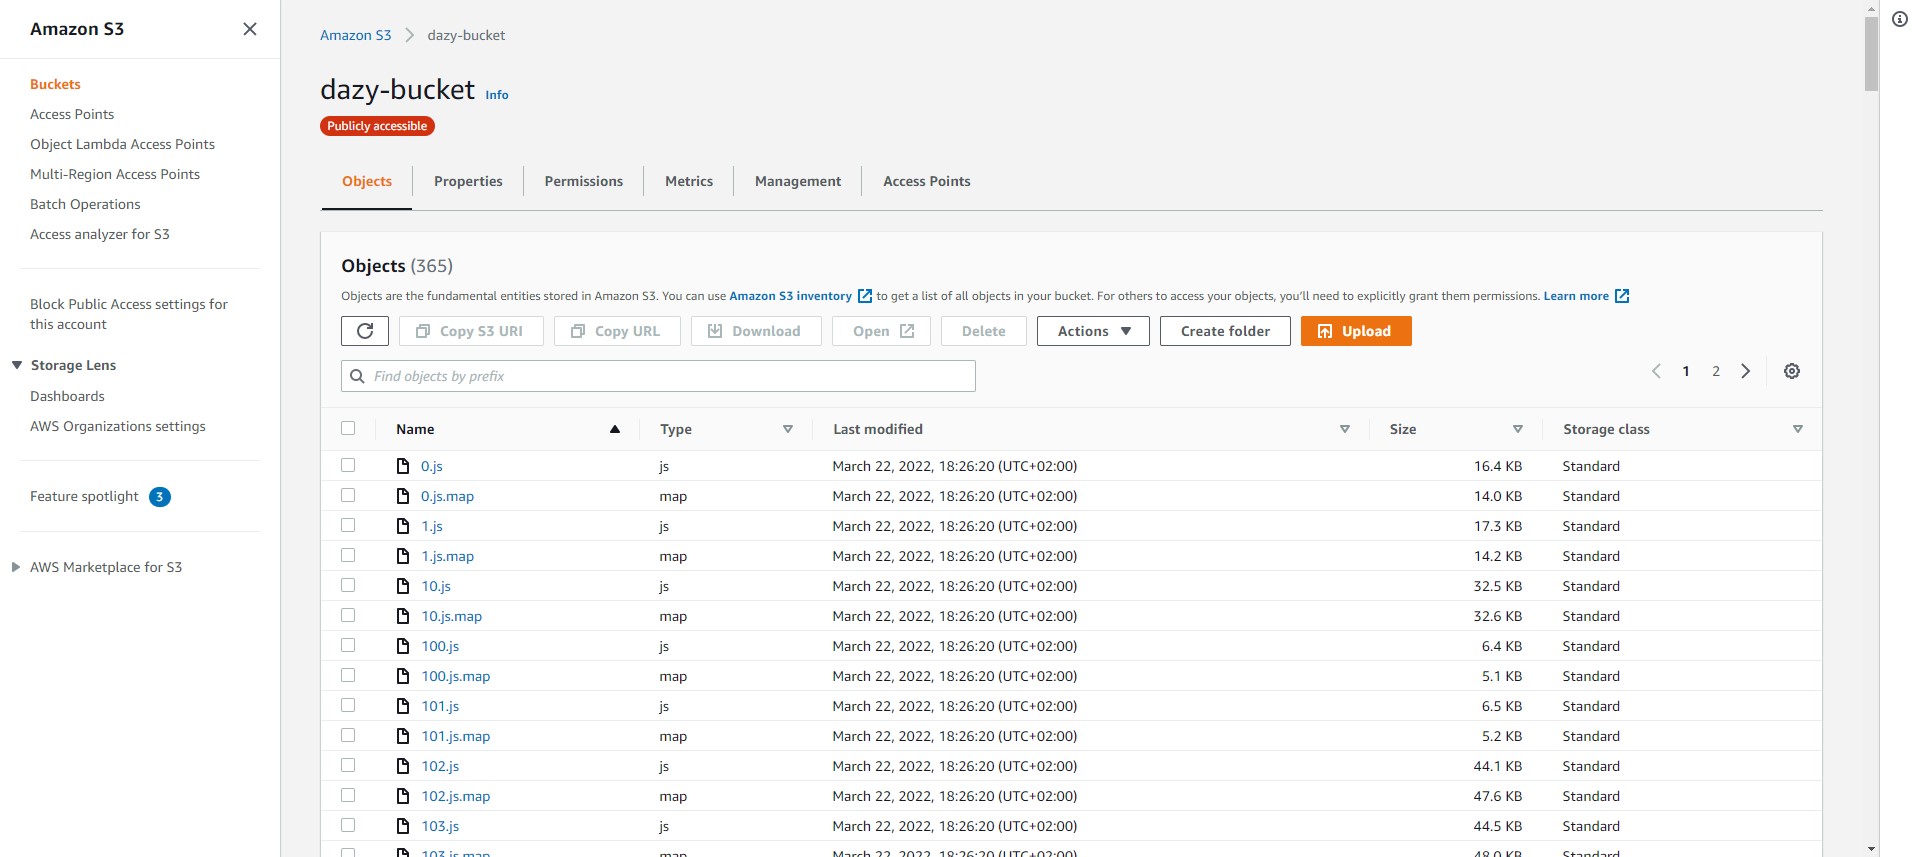 Amazon S3
Buckets
Access Points
Object Lambda Access Points
Multi-Region Access Points
Batch Operations
Access analyzer for S3
Block Public Access settings for
this account
Storage Lens
Dashboards
AWS Organizations settings
Feature spotlight 3
AWS Marketplace for S3
Amazon S3 dazy-bucket
dazy-bucket Info
Publicly accessible
Objects Properties Permissions Metrics Management Access Points
Objects (365)
Objects are the fundamental entities stored in Amazon S3. You can use Amazon S3 inventory to get a list of all objects in your bucket. For others to access your objects, you'll need to explicitly grant them permissions. Learn more
Copy S3 URI Copy URL Download Open Delete Actions Create folder Upload
Find objects by prefix 1 2
Name Type Last modified Size Storage class
0.js js March 22, 2022, 18:26:20 (UTC+02:00) 16.4 KB Standard
0.js.map map March 22, 2022, 18:26:20 (UTC+02:00) 14.0 KB Standard
1.js js March 22, 2022, 18:26:20 (UTC+02:00) 17.3 KB Standard
1.js.map map March 22, 2022, 18:26:20 (UTC+02:00) 14.2 KB Standard
10.js js March 22, 2022, 18:26:20 (UTC+02:00) 32.5 KB Standard
10.js.map map March 22, 2022, 18:26:20 (UTC+02:00) 32.6 KB Standard
100.js js March 22, 2022, 18:26:20 (UTC+02:00) 6.4 KB Standard
100.js.map map March 22, 2022, 18:26:20 (UTC+02:00) 5.1 KB Standard
101.js js March 22, 2022, 18:26:20 (UTC+02:00) 6.5 KB Standard
101.js.map map March 22, 2022, 18:26:20 (UTC+02:00) 5.2 KB Standard
102.js js March 22, 2022, 18:26:20 (UTC+02:00) 44.1 KB Standard
102.js.map map March 22, 2022, 18:26:20 (UTC+02:00) 47.6 KB Standard
103.js js March 22, 2022, 18:26:20 (UTC+02:00) 44.5 KB Standard
103.js.map map March 22, 2022, 18:26:20 (UTC+02:00) 48.0 KB Standard